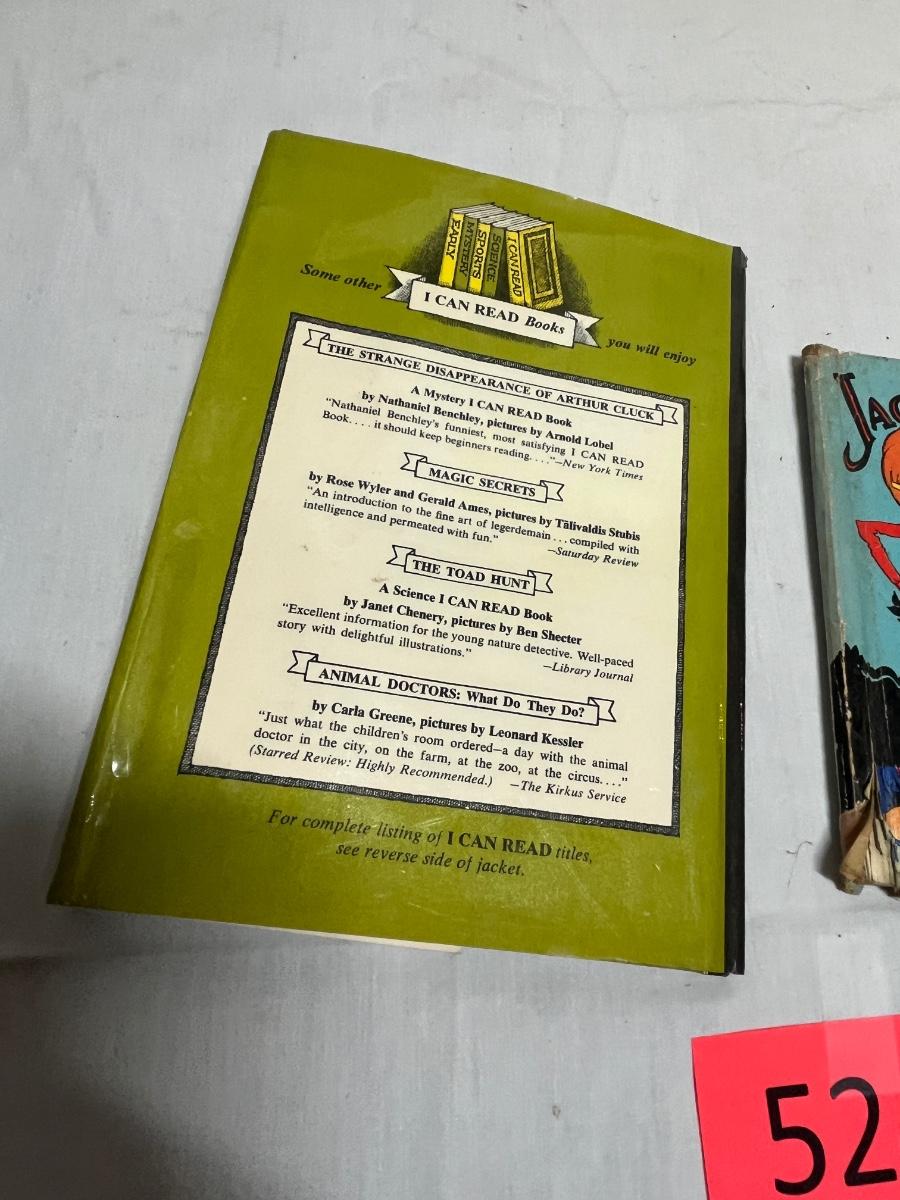 EARLY
MYSTERY
SPORTS
SCIENCE
I CAN READ
Some other
I CAN READ Books
you will enjoy
THE STRANGE DISAPPEARANCE OF ARTHUR CLUCK
A Mystery I CAN READ Book
by Nathaniel Benchley, pictures by Arnold Lobel
"Nathaniel Benchley's funniest, most satisfying I CAN READ
Book.... it should keep beginners reading...."—New York Times
MAGIC SECRETS
by Rose Wyler and Gerald Ames, pictures by Tālivaldis Stubis
"An introduction to the fine art of legerdemain...compiled with
intelligence and permeated with fun."
—Saturday Review
THE TOAD HUNT
A Science I CAN READ Book
by Janet Chenery, pictures by Ben Shecter
"Excellent information for the young nature detective. Well-paced
story with delightful illustrations."
—Library Journal
ANIMAL DOCTORS: What Do They Do?
by Carla Greene, pictures by Leonard Kessler
"Just what the children's room ordered—a day with the animal
doctor in the city, on the farm, at the zoo, at the circus...."
(Starred Review: Highly Recommended.) —The Kirkus Service
For complete listing of I CAN READ titles,
see reverse side of jacket.
52